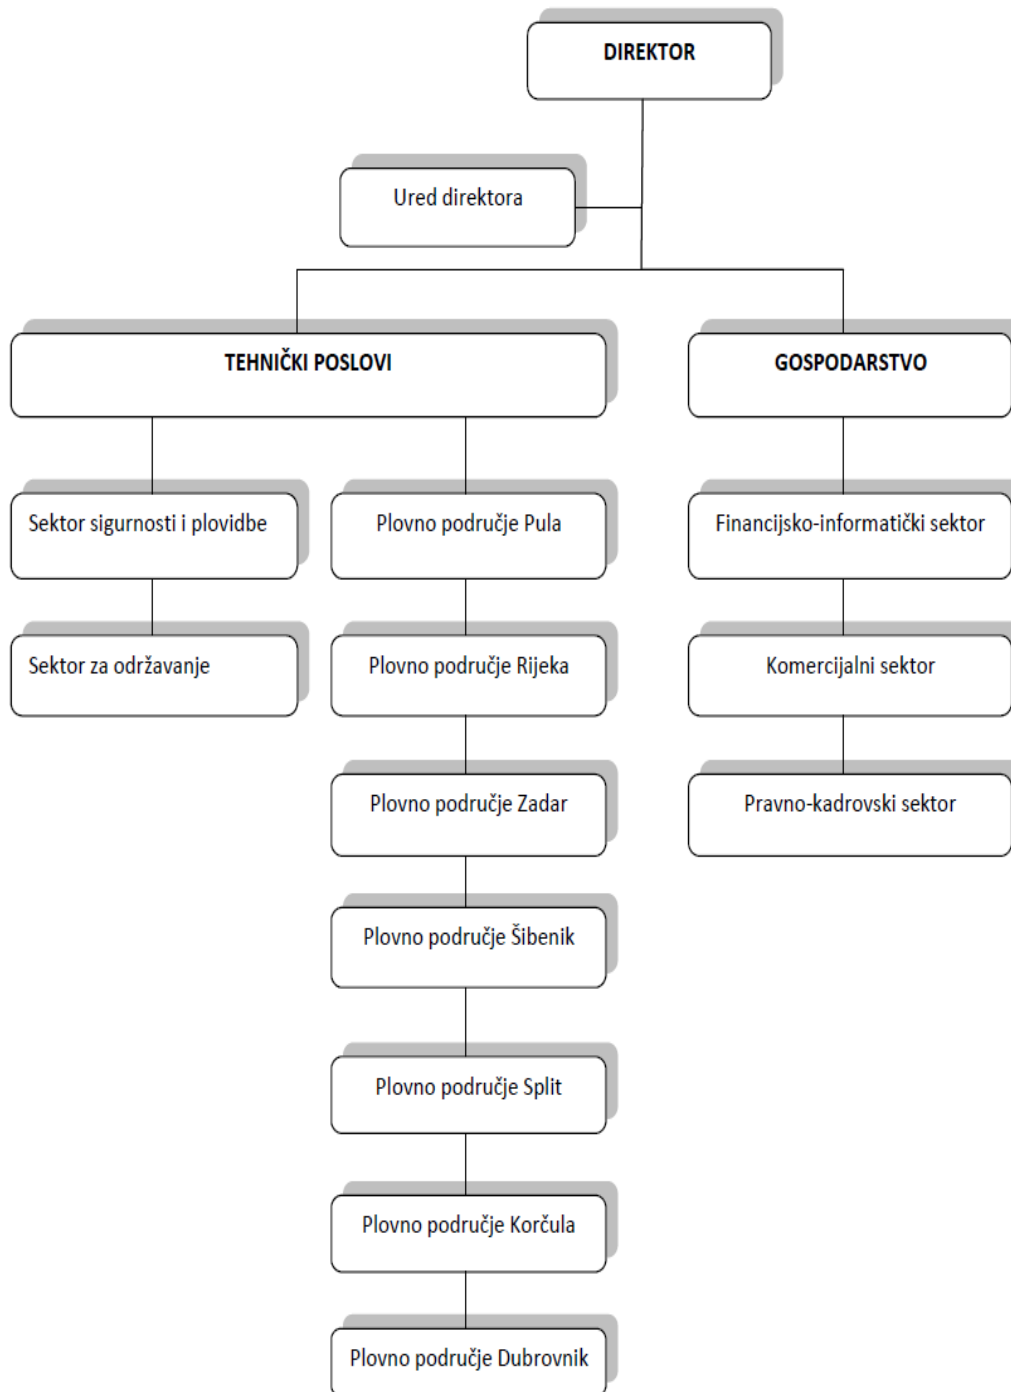 DIREKTOR
Ured direktora
TEHNIČKI POSLOVI
GOSPODARSTVO
Sektor sigurnosti i plovidbe
Plovno područje Pula
Financijsko-informatički sektor
Sektor za održavanje
Plovno područje Rijeka
Komercijalni sektor
Plovno područje Zadar
Pravno-kadrovski sektor
Plovno područje Šibenik
Plovno područje Split
Plovno područje Korčula
Plovno područje Dubrovnik